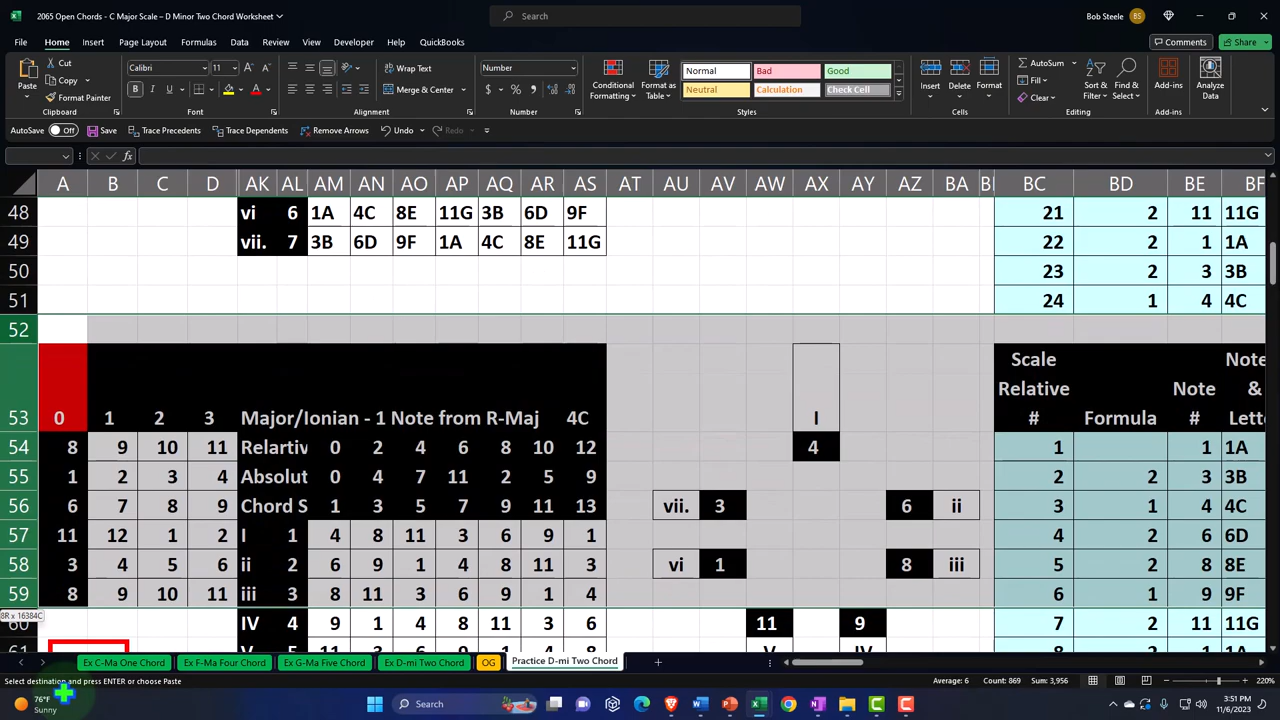 2065 Open Chords - C Major Scale – D Minor Two Chord Worksheet
Search
Bob Steele
BS
File Home Insert Page Layout Formulas Data Review View Developer Help QuickBooks
Comments
Share
Cut
Copy
Format Painter
Paste
Calibri 11
Wrap Text
Merge & Center
Number
Conditional Formatting
Format as Table
Normal Bad Good
Neutral Calculation Check Cell
Insert Delete Format
AutoSum
Fill
Clear
Sort & Filter
Find & Select
Add-ins
Analyze Data
Clipboard Font Alignment Number Styles Cells Editing Add-ins
AutoSave Off Save Trace Precedents Trace Dependents Remove Arrows Undo Redo
A B C D AK AL AM AN AO AP AQ AR AS AT AU AV AW AX AY AZ BA BC BD BE BF
48 vi 6 1A 4C 8E 11G 3B 6D 9F 21 2 11 11G
49 vii. 7 3B 6D 9F 1A 4C 8E 11G 22 2 1 1A
50 23 2 3 3B
51 24 1 4 4C
52
53 0 1 2 3 Major/Ionian - 1 Note from R-Maj 4C I Scale Relative # Formula Note # Note & Lette
54 8 9 10 11 Relartiv 0 2 4 6 8 10 12 4 1 1 1A
55 1 2 3 4 Absolut 0 4 7 11 2 5 9 2 2 3 3B
56 6 7 8 9 Chord S 1 3 5 7 9 11 13 vii. 3 6 ii 3 1 4 4C
57 11 12 1 2 I 1 4 8 11 3 6 9 1 4 2 6 6D
58 3 4 5 6 ii 2 6 9 1 4 8 11 3 vi 1 8 iii 5 2 8 8E
59 8 9 10 11 iii 3 8 11 3 6 9 1 4 6 1 9 9F
8R x 16384C
60 IV 4 9 1 4 8 11 3 6 11 9 7 2 11 11G
Ex C-Ma One Chord Ex F-Ma Four Chord Ex G-Ma Five Chord Ex D-mi Two Chord OG Practice D-mi Two Chord
Select destination and press ENTER or choose Paste
Average: 6 Count: 869 Sum: 3,956
220%
76°F
Sunny
Search
3:51 PM
11/6/2023